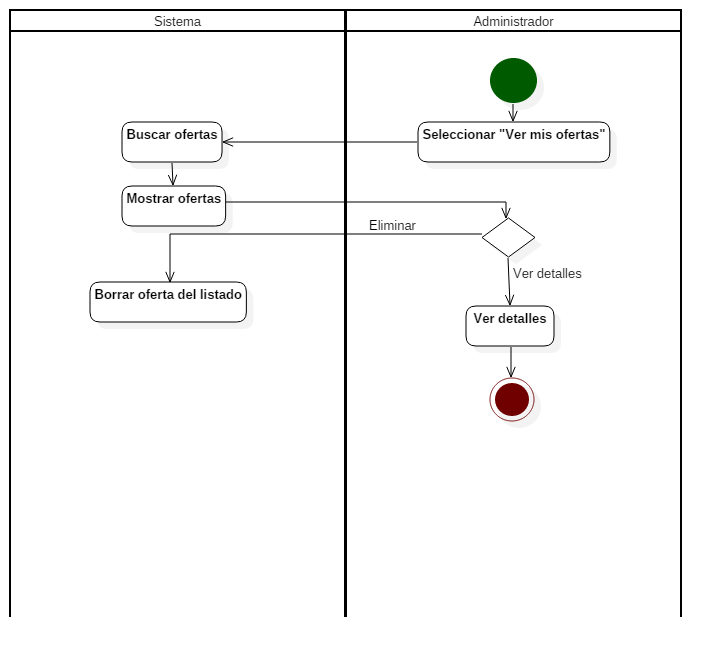 Sistema
Administrador
Buscar ofertas
Seleccionar "Ver mis ofertas"
Mostrar ofertas
Eliminar
Ver detalles
Borrar oferta del listado
Ver detalles